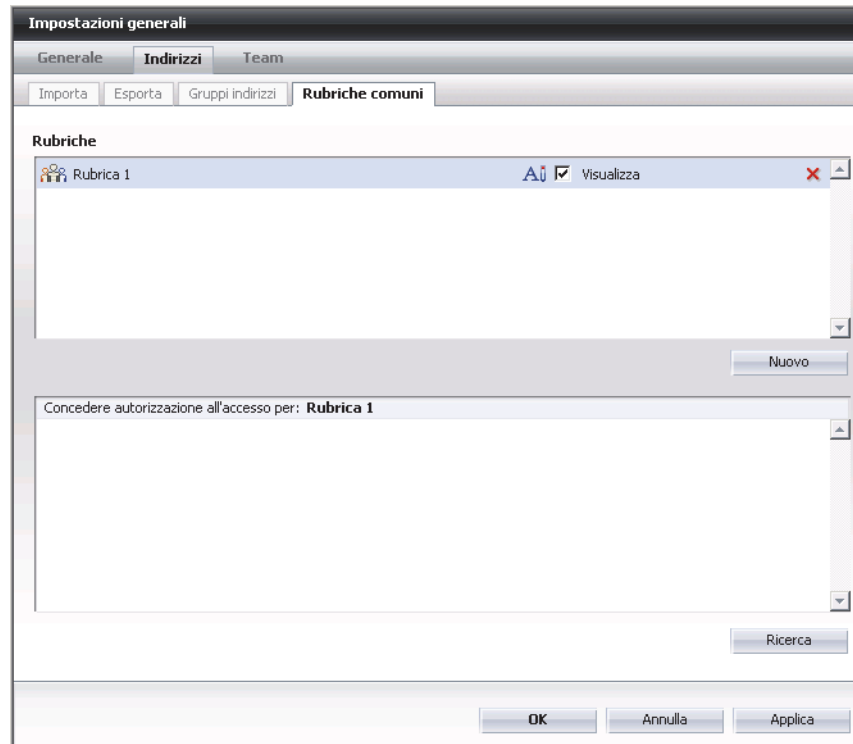 Impostazioni generali
Generale Indirizzi Team
Importa Esporta Gruppi indirizzi Rubriche comuni
Rubriche
Rubrica 1 Visualizza
Nuovo
Concedere autorizzazione all'accesso per: Rubrica 1
Ricerca
OK Annulla Applica